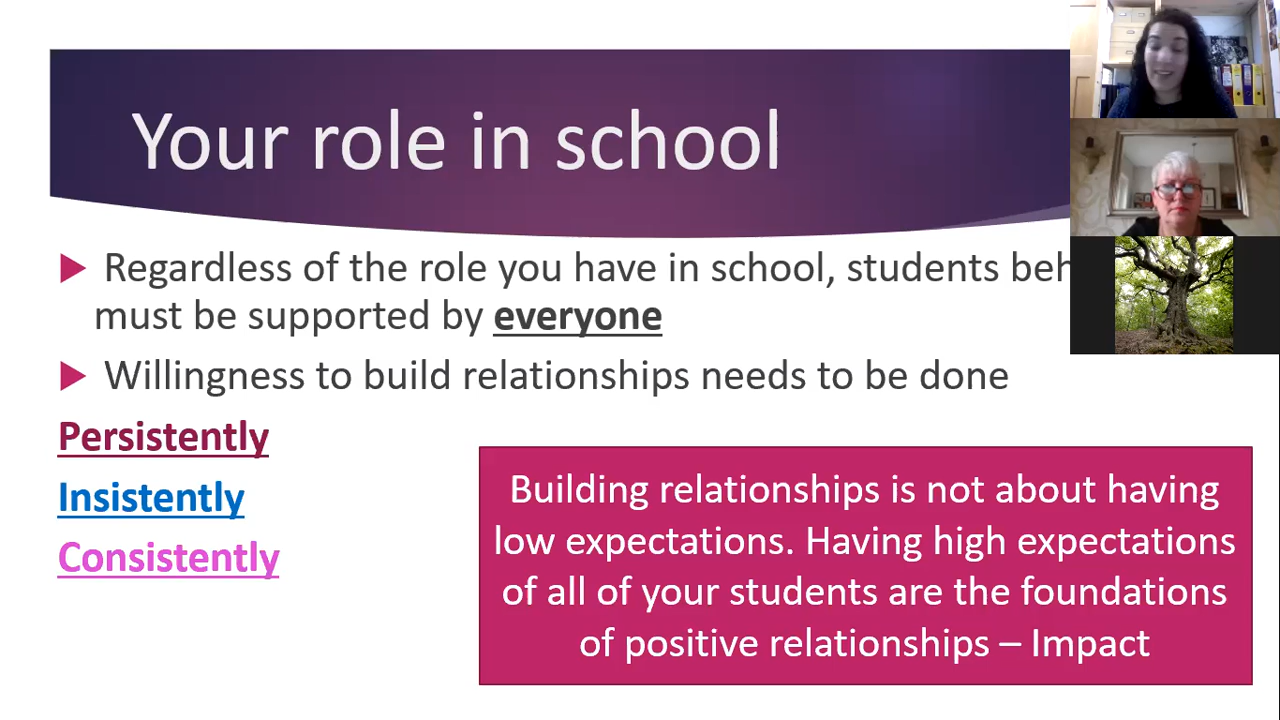 Your role in school
Regardless of the role you have in school, students
must be supported by everyone
Willingness to build relationships needs to be done
Persistently
Insistently
Consistently
Building relationships is not about having
low expectations. Having high expectations
of all of your students are the foundations
of positive relationships – Impact